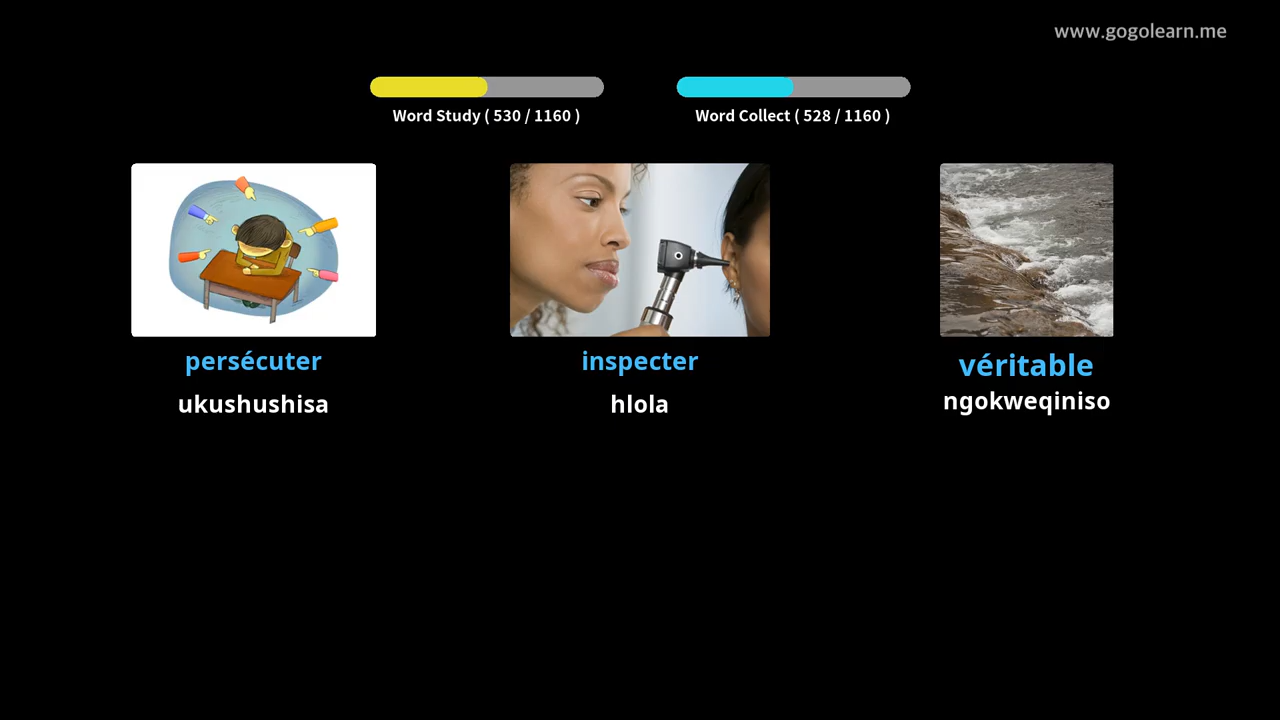 www.gogolearn.me
Word Study ( 530 / 1160 )
Word Collect ( 528 / 1160 )
persécuter
ukushushisa
inspecter
hlola
véritable
ngokweqiniso